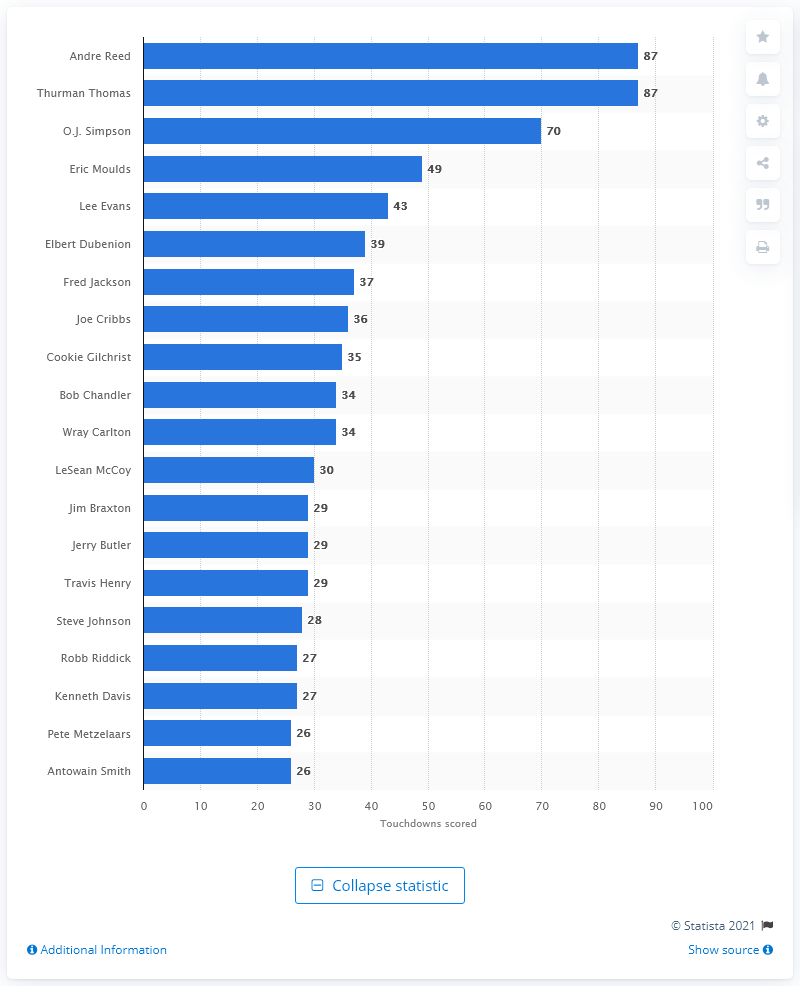 Andre Reed 87
Thurman Thomas 87
O.J. Simpson 70
Eric Moulds 49
Lee Evans 43
Elbert Dubenion 39
Fred Jackson 37
Joe Cribbs 36
Cookie Gilchrist 35
Bob Chandler 34
Wray Carlton 34
LeSean McCoy 30
Jim Braxton 29
Jerry Butler 29
Travis Henry 29
Steve Johnson 28
Robb Riddick 27
Kenneth Davis 27
Pete Metzelaars 26
Antowain Smith 26
0 10 20 30 40 50 60 70 80 90 100
Touchdowns scored
Collapse statistic
© Statista 2021
Additional Information Show source